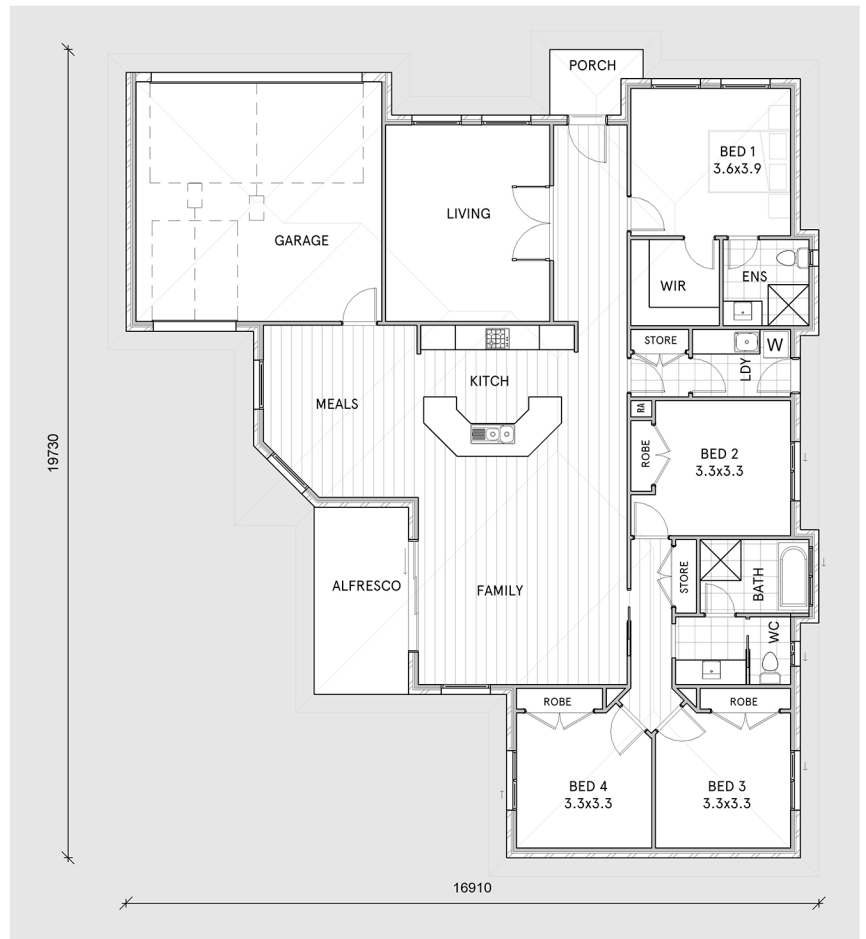 PORCH
BED 1
3.6x3.9
LIVING
GARAGE
WIR
ENS
STORE
W
LDY
KITCH
MEALS
RA
ROBE
BED 2
3.3x3.3
19730
ALFRESCO
FAMILY
STORE
BATH
WC
ROBE
ROBE
BED 4
3.3x3.3
BED 3
3.3x3.3
16910